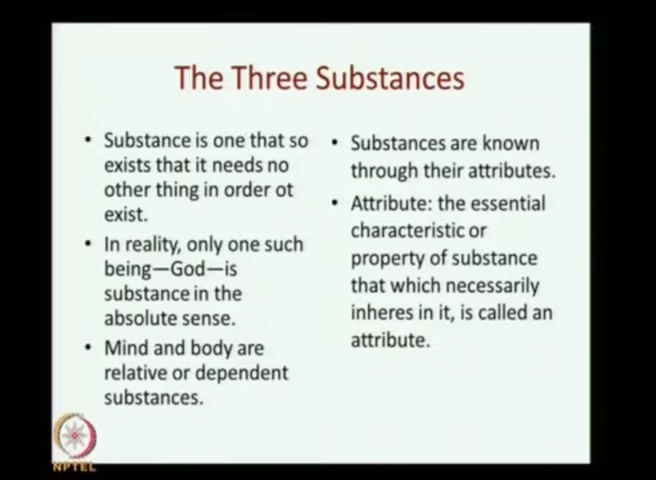 The Three Substances
• Substance is one that so
exists that it needs no
other thing in order ot
exist.
• In reality, only one such
being—God—is
substance in the
absolute sense.
• Mind and body are
relative or dependent
substances.
• Substances are known
through their attributes.
• Attribute: the essential
characteristic or
property of substance
that which necessarily
inheres in it, is called an
attribute.
NPTEL